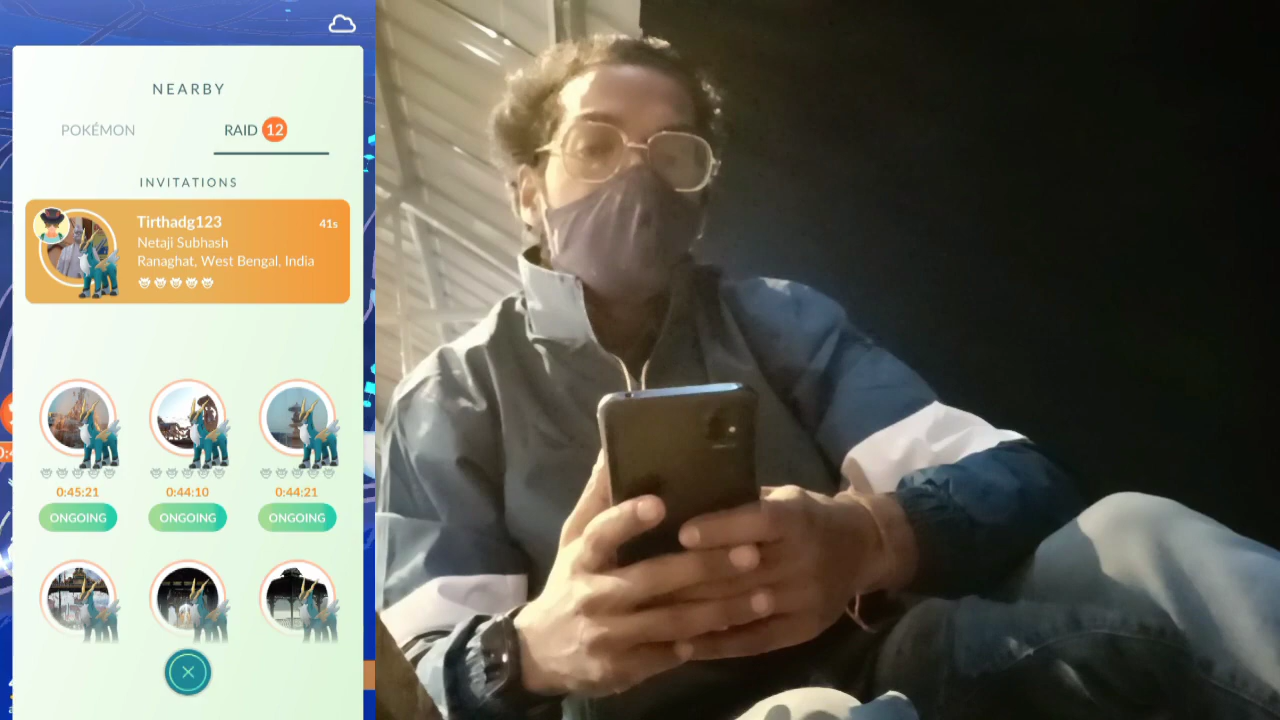 NEARBY
POKÉMON
RAID 12
INVITATIONS
Tirthadg123
41s
Netaji Subhash
Ranaghat, West Bengal, India
0:45:21
0:44:10
0:44:21
ONGOING
ONGOING
ONGOING